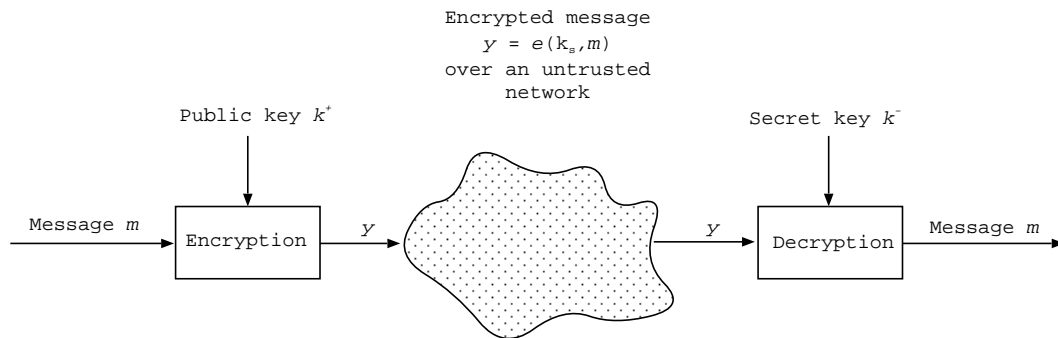 Encrypted message
y = e(kₛ,m)
over an untrusted
network
Public key k⁺
Secret key k⁻
Message m
Encryption
y
y
Decryption
Message m